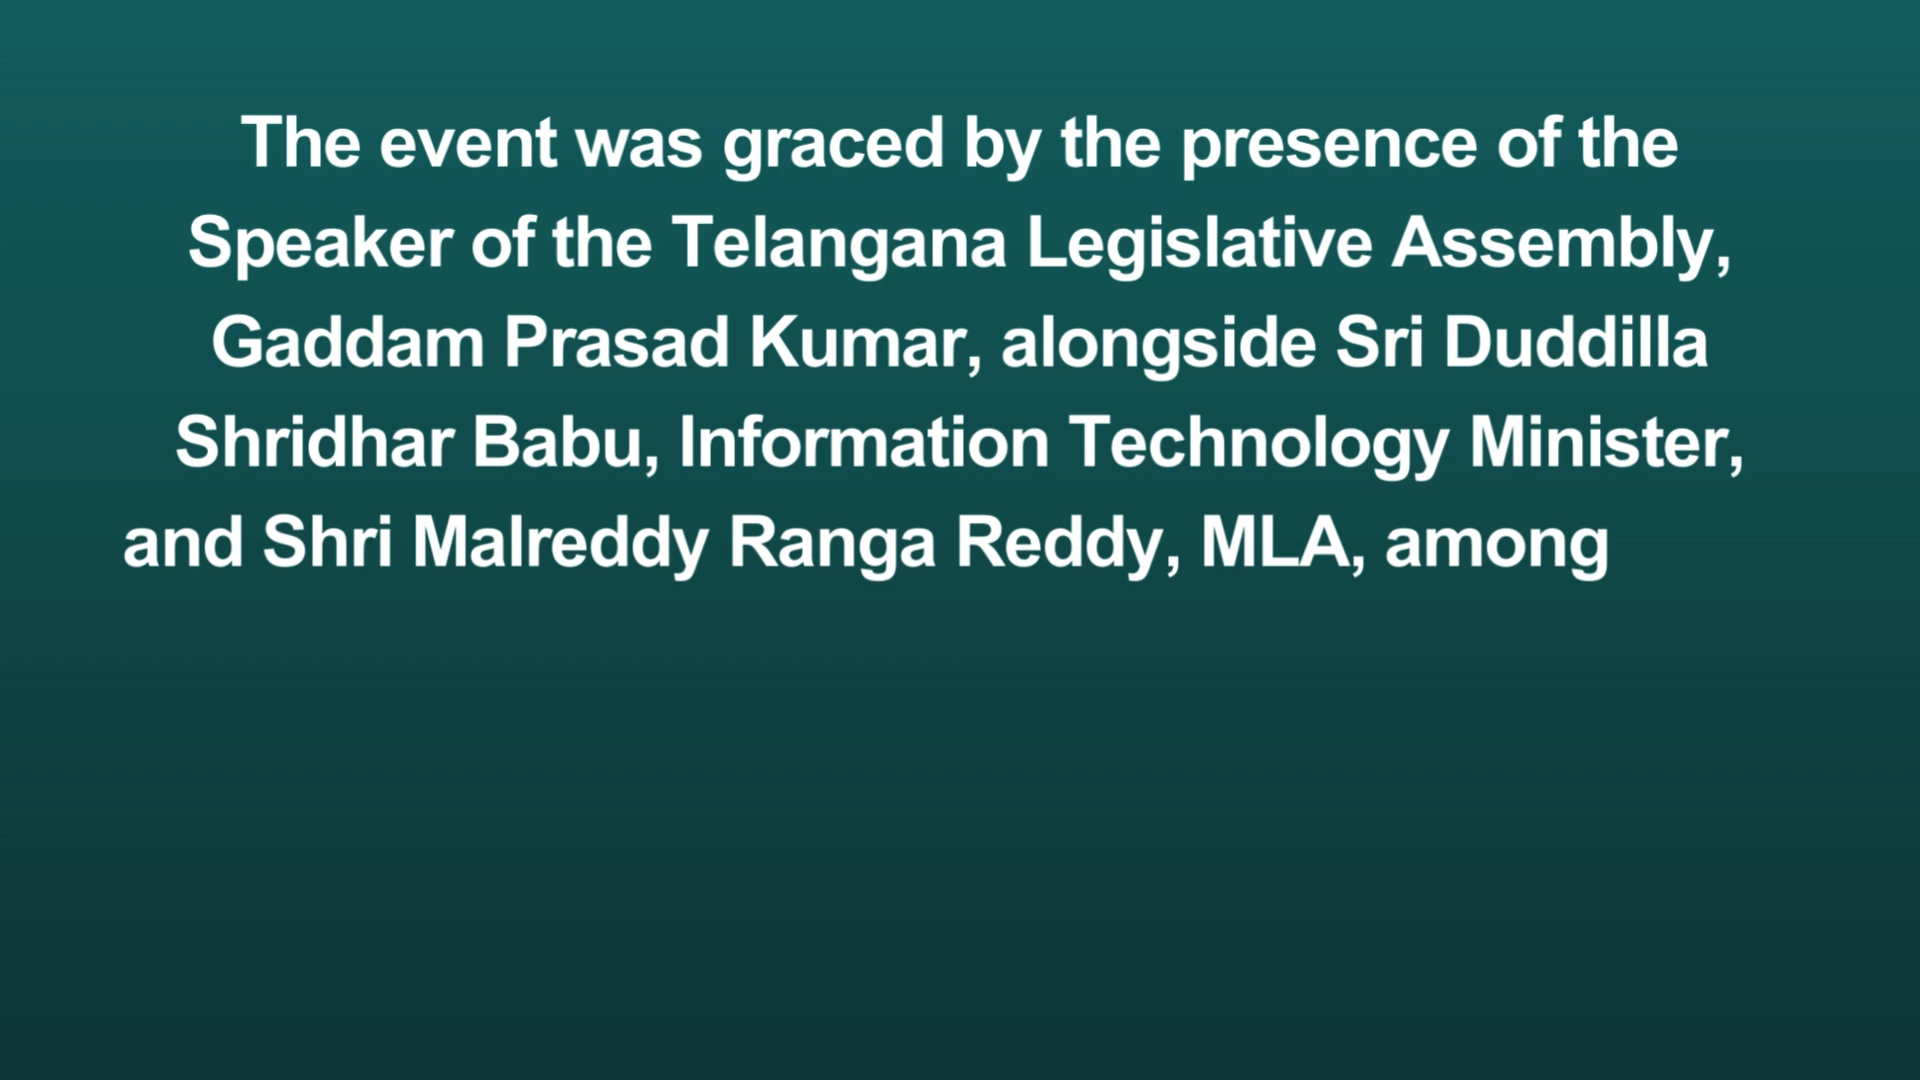 The event was graced by the presence of the
Speaker of the Telangana Legislative Assembly,
Gaddam Prasad Kumar, alongside Sri Duddilla
Shridhar Babu, Information Technology Minister,
and Shri Malreddy Ranga Reddy, MLA, among